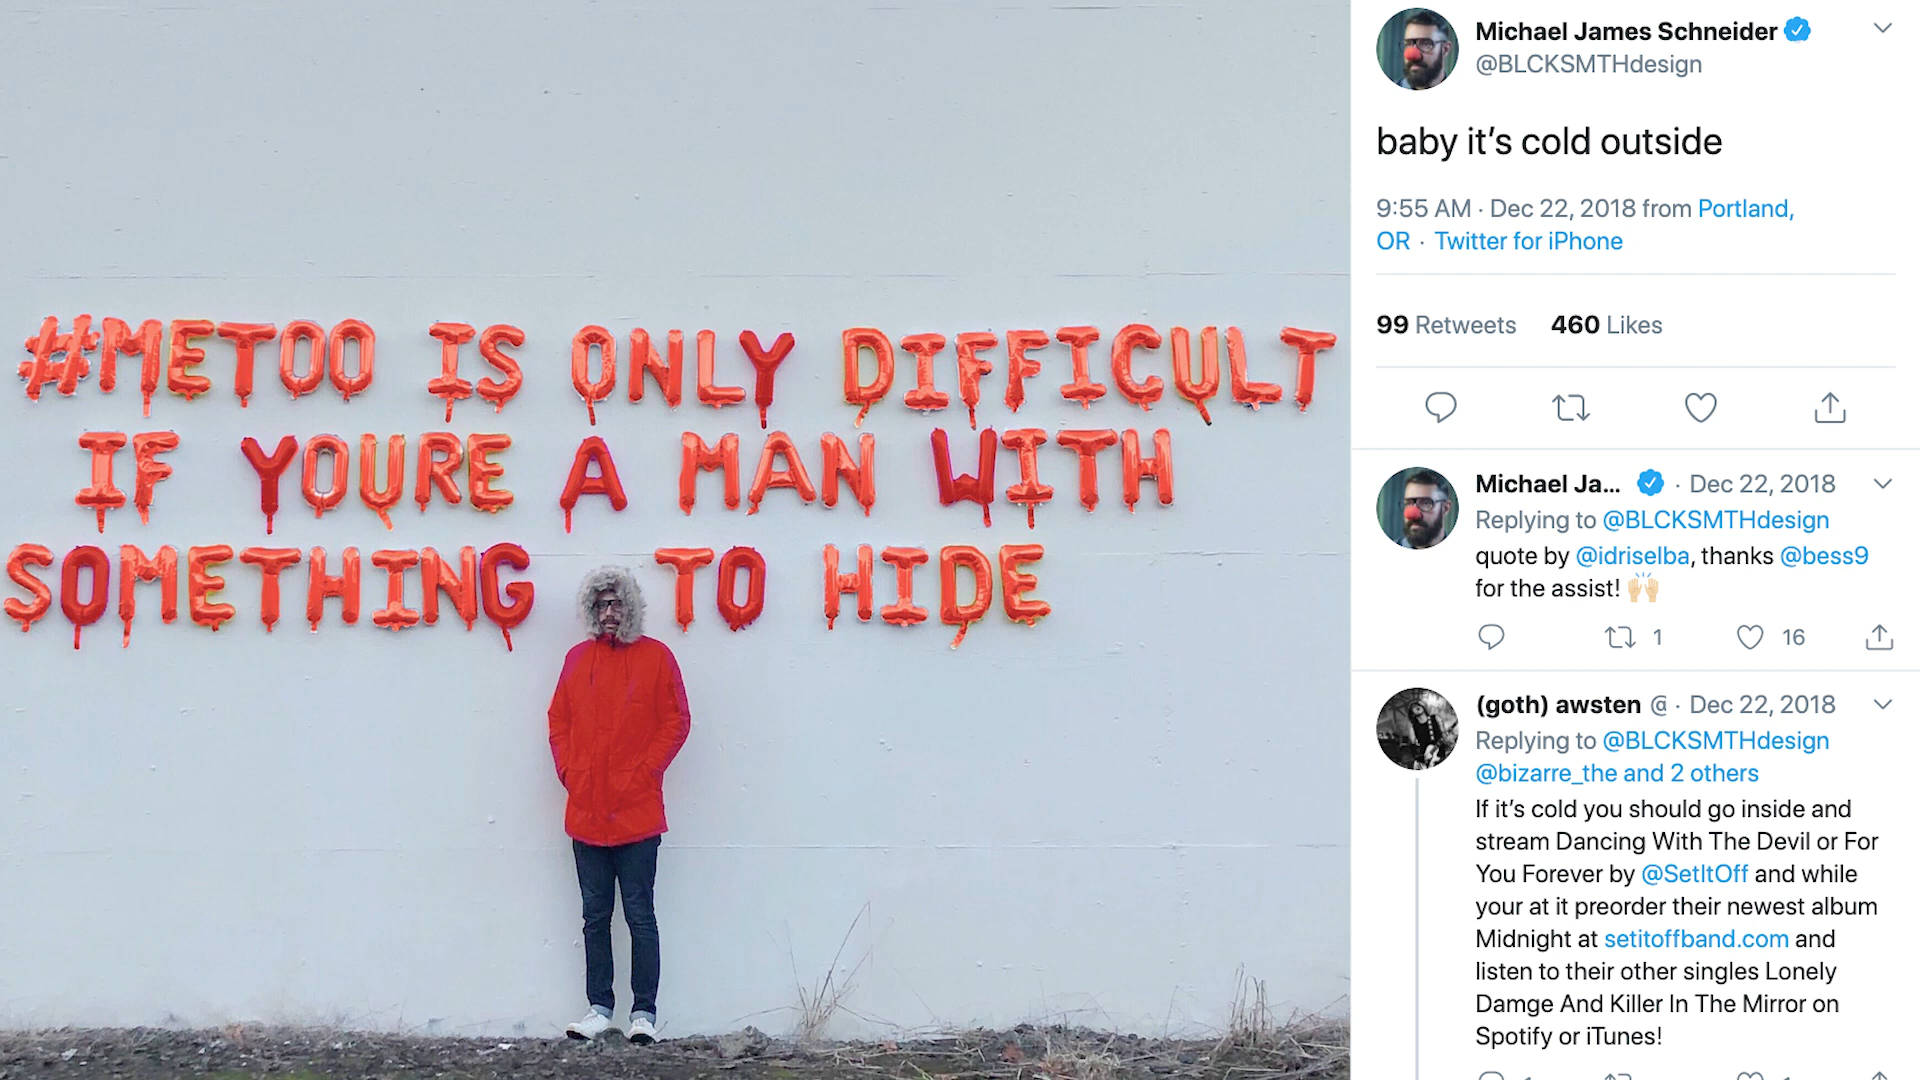 #METOO IS ONLY DIFFICULT
IF YOURE A MAN WITH
SOMETHING TO HIDE
Michael James Schneider
@BLCKSMTHdesign
baby it’s cold outside
9:55 AM · Dec 22, 2018 from Portland,
OR · Twitter for iPhone
99 Retweets 460 Likes
Michael Ja... · Dec 22, 2018
Replying to @BLCKSMTHdesign
quote by @idriselba, thanks @bess9
for the assist! 🙌🏼
1 16
(goth) awsten @ · Dec 22, 2018
Replying to @BLCKSMTHdesign
@bizarre_the and 2 others
If it’s cold you should go inside and
stream Dancing With The Devil or For
You Forever by @SetItOff and while
your at it preorder their newest album
Midnight at setitoffband.com and
listen to their other singles Lonely
Damge And Killer In The Mirror on
Spotify or iTunes!